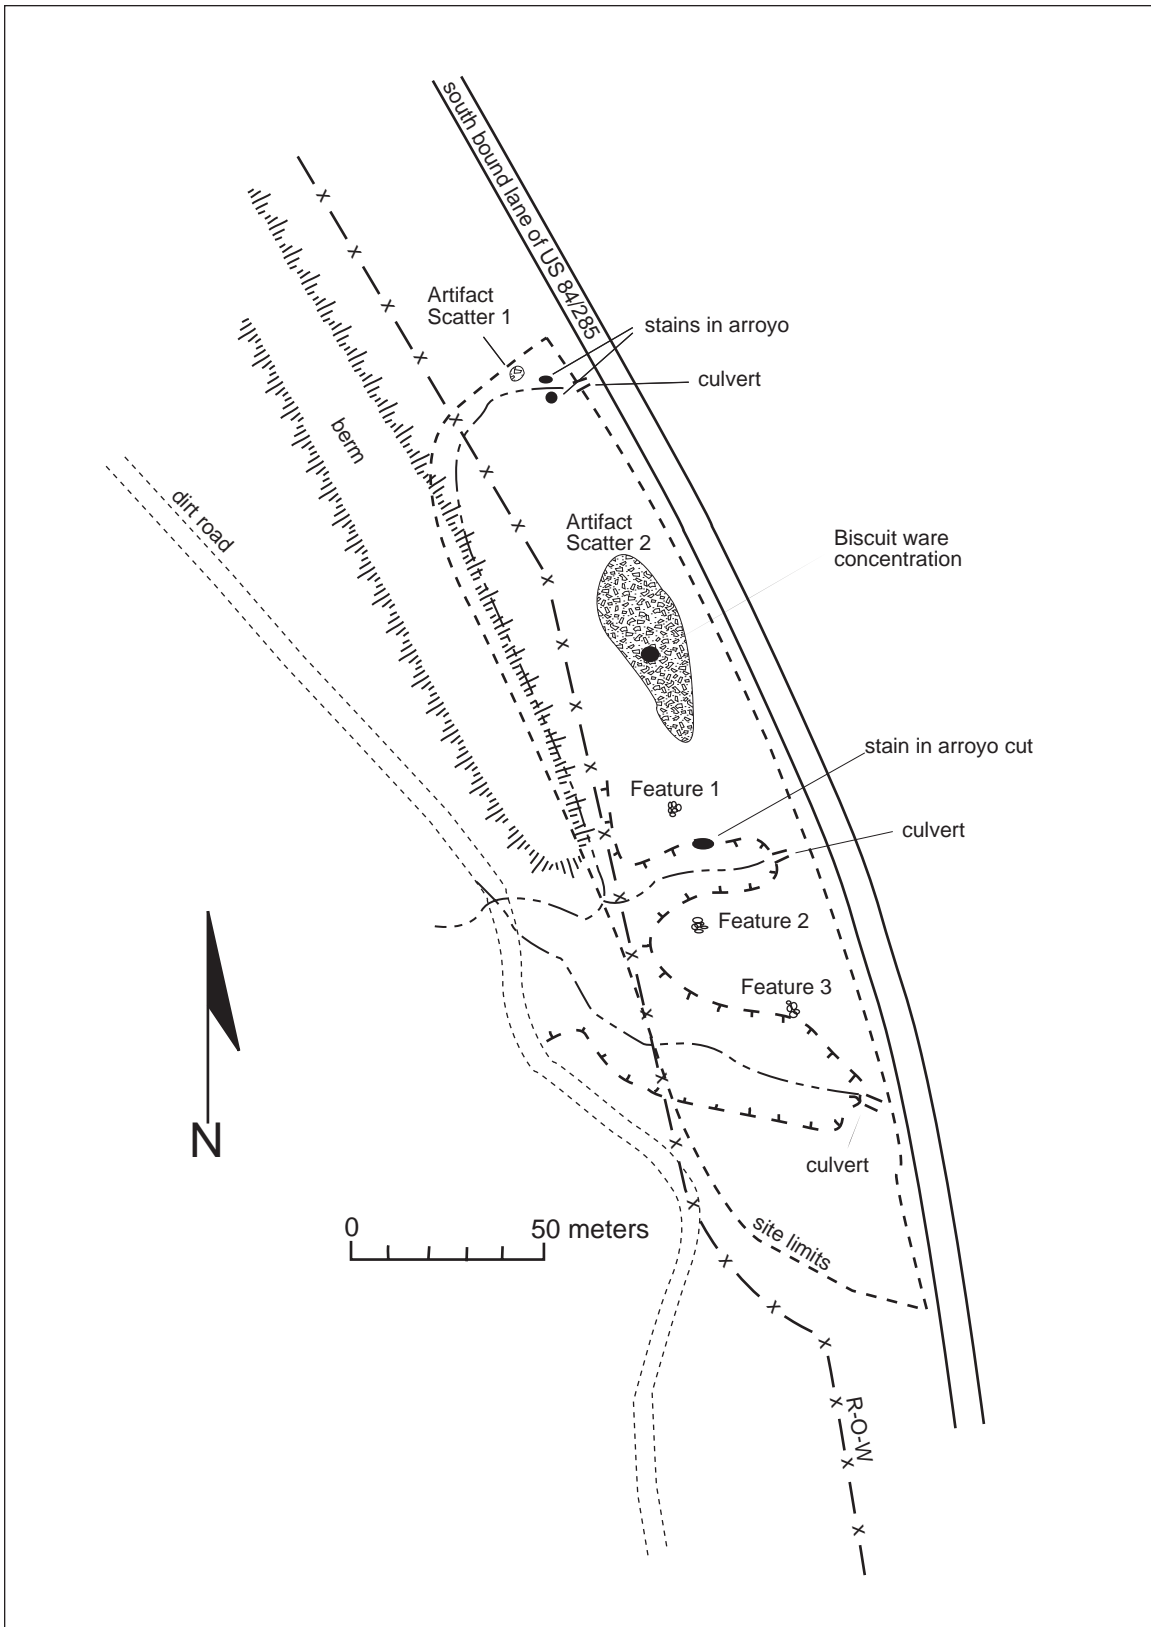 south bound lane of US 84/285
Artifact
Scatter 1
stains in arroyo
culvert
berm
dirt road
Artifact
Scatter 2
Biscuit ware
concentration
stain in arroyo cut
Feature 1
culvert
Feature 2
Feature 3
N
culvert
0
50 meters
site limits
R-O-W